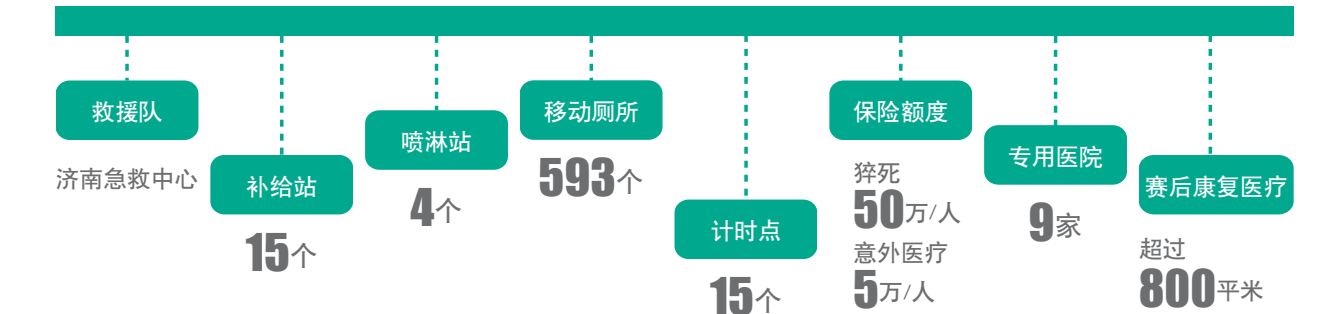 救援队
济南急救中心
补给站
15个
喷淋站
4个
移动厕所
593个
计时点
15个
保险额度
猝死
50万/人
意外医疗
5万/人
专用医院
9家
赛后康复医疗
超过
800平米